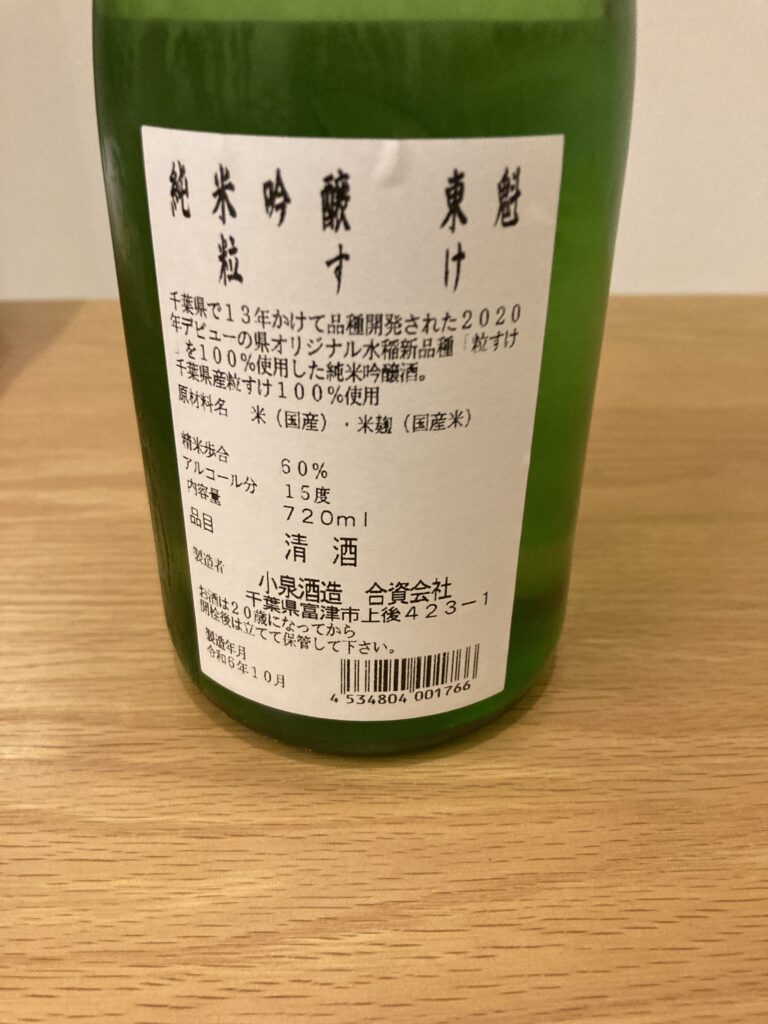 純米吟醸 東魁
粒すけ
千葉県で13年かけて品種開発された2020
年デビューの県オリジナル水稲新品種「粒すけ
」を100%使用した純米吟醸酒。
千葉県産粒すけ100%使用
原材料名 米（国産）・米麹（国産米）
精米歩合 60%
アルコール分 15度
内容量 720ml
品目 清酒
製造者 小泉酒造 合資会社
千葉県富津市上後423-1
お酒は20歳になってから
開栓後は立てて保管して下さい。
製造年月
令和6年10月
4 534804 001766